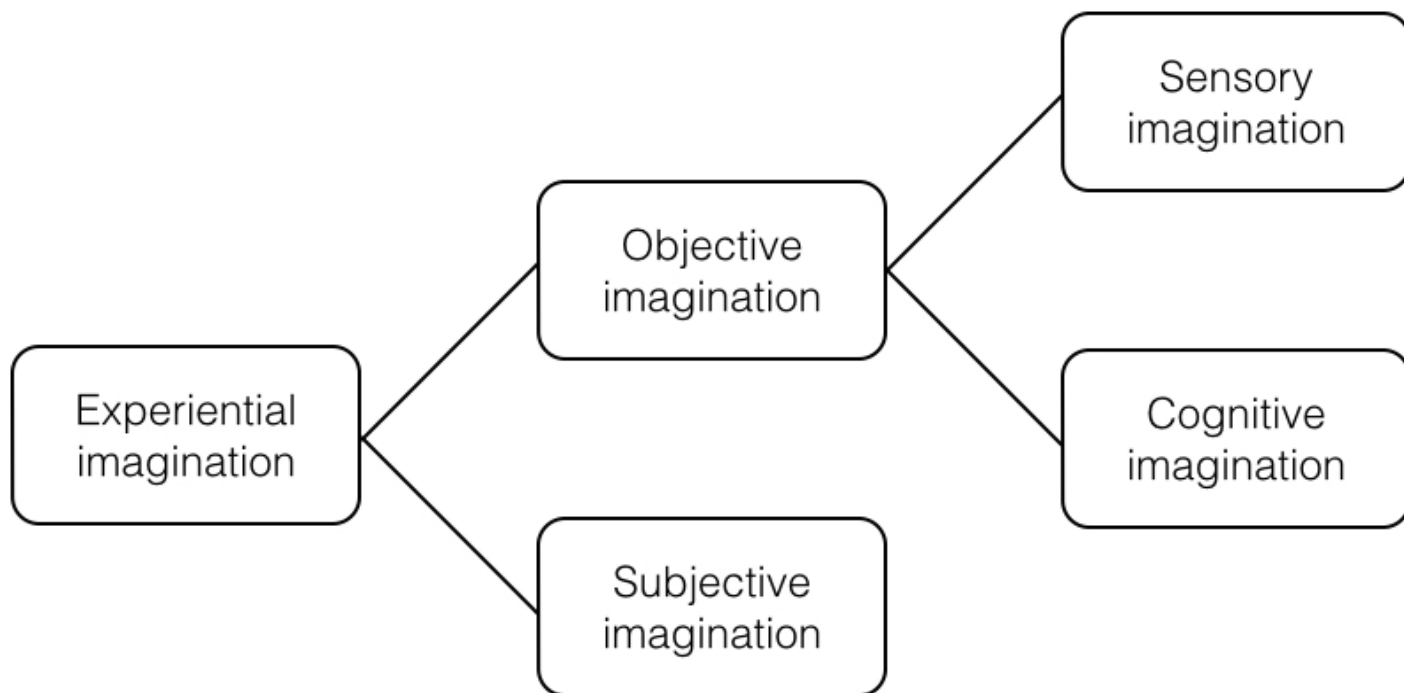 Sensory
imagination
Objective
imagination
Experiential
imagination
Cognitive
imagination
Subjective
imagination